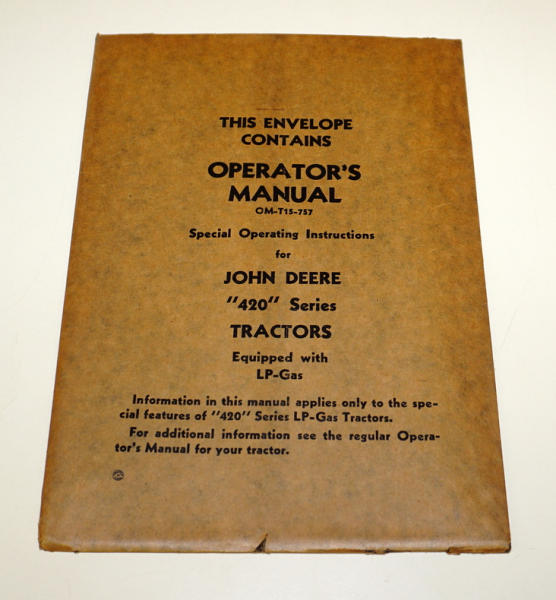 THIS ENVELOPE
CONTAINS
OPERATOR'S
MANUAL
OM-T15-757
Special Operating Instructions
for
JOHN DEERE
"420" Series
TRACTORS
Equipped with
LP-Gas
Information in this manual applies only to the spe-
cial features of "420" Series LP-Gas Tractors.
For additional information see the regular Opera-
tor's Manual for your tractor.